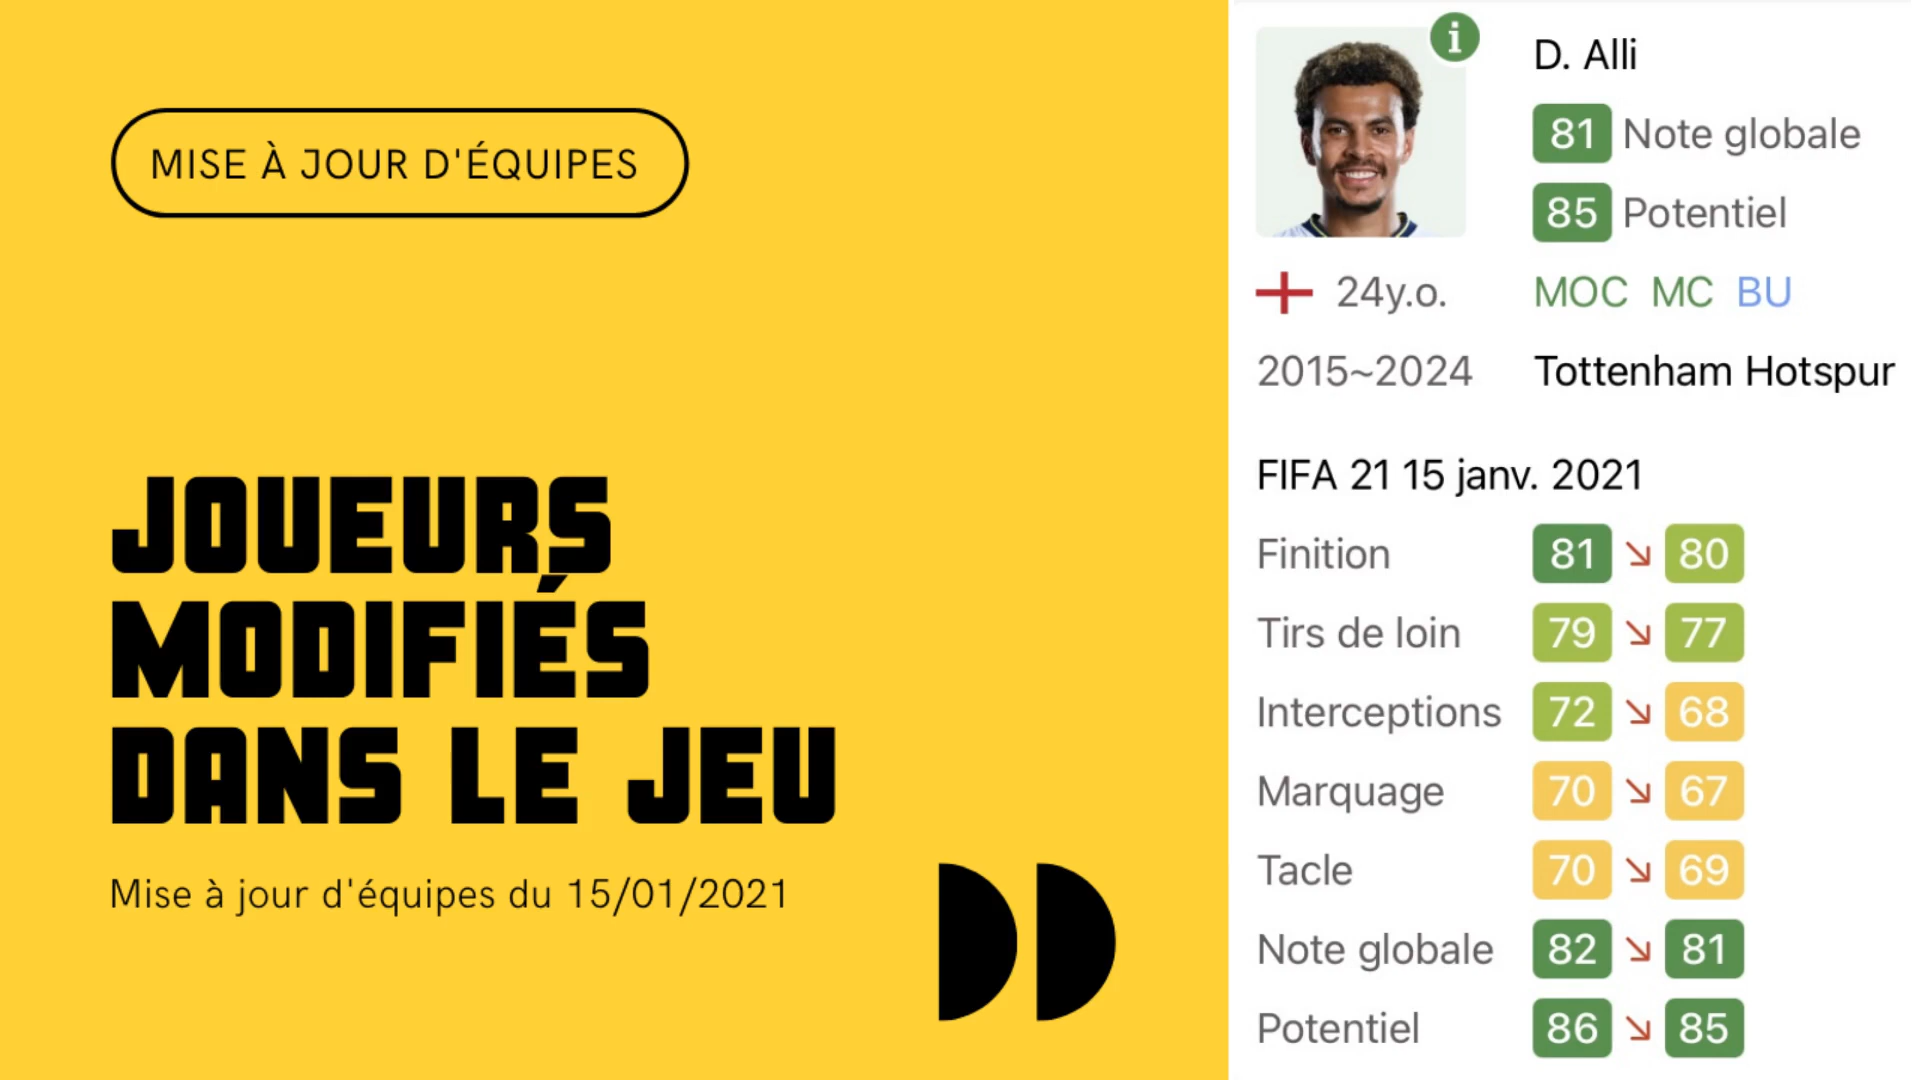 MISE À JOUR D'ÉQUIPES
JOUEURS
MODIFIÉS
DANS LE JEU
Mise à jour d'équipes du 15/01/2021
i
D. Alli
81 Note globale
85 Potentiel
24y.o. MOC MC BU
2015~2024 Tottenham Hotspur
FIFA 21 15 janv. 2021
Finition 81 ↘ 80
Tirs de loin 79 ↘ 77
Interceptions 72 ↘ 68
Marquage 70 ↘ 67
Tacle 70 ↘ 69
Note globale 82 ↘ 81
Potentiel 86 ↘ 85